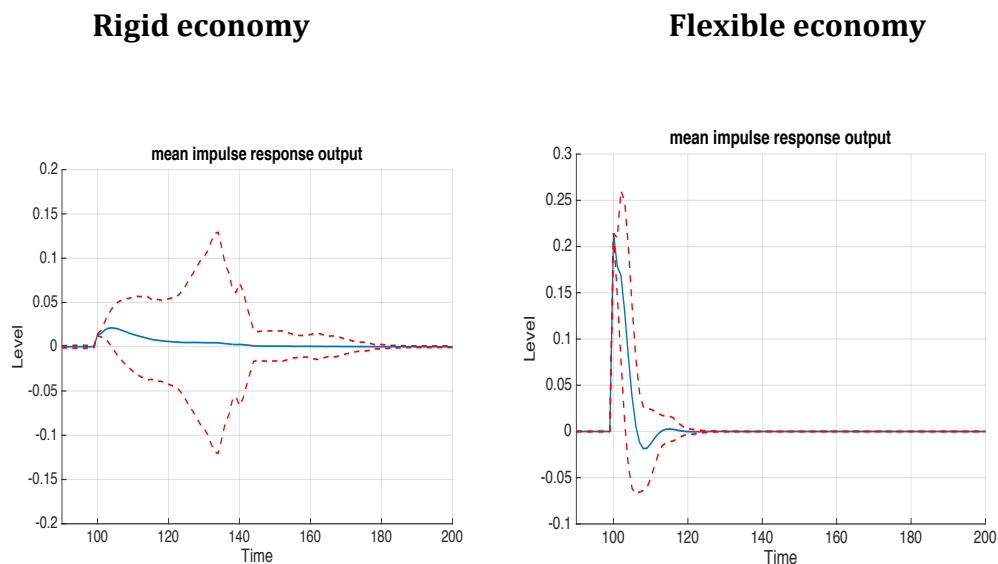 Rigid economy
Flexible economy
mean impulse response output
0.2
0.15
0.1
0.05
0
-0.05
-0.1
-0.15
-0.2
Level
100 120 140 160 180 200
Time
mean impulse response output
0.3
0.25
0.2
0.15
0.1
0.05
0
-0.05
-0.1
Level
100 120 140 160 180 200
Time